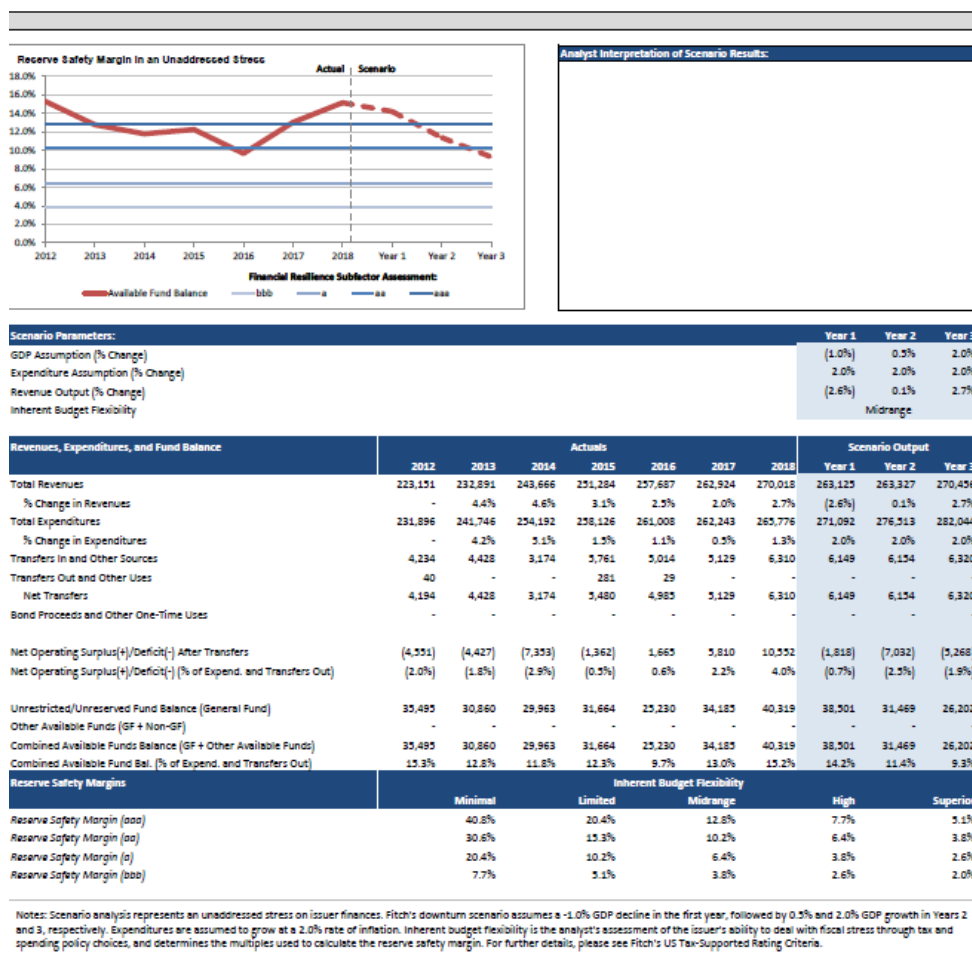 Reserve Safety Margin in an Unaddressed Stress
Actual Scenario
18.0%
16.0%
14.0%
12.0%
10.0%
8.0%
6.0%
4.0%
2.0%
0.0%
2012 2013 2014 2015 2016 2017 2018 Year 1 Year 2 Year 3
Financial Resilience Subfactor Assessment:
Available Fund Balance bbb a aa aaa
Analyst Interpretation of Scenario Results:
Scenario Parameters: Year 1 Year 2 Year 3
GDP Assumption (% Change) (1.0%) 0.5% 2.0%
Expenditure Assumption (% Change) 2.0% 2.0% 2.0%
Revenue Output (% Change) (2.6%) 0.1% 2.7%
Inherent Budget Flexibility Midrange
Revenues, Expenditures, and Fund Balance Actuals Scenario Output
2012 2013 2014 2015 2016 2017 2018 Year 1 Year 2 Year 3
Total Revenues 223,151 232,891 243,666 251,284 257,687 262,924 270,018 263,125 263,327 270,456
% Change in Revenues - 4.4% 4.6% 3.1% 2.5% 2.0% 2.7% (2.6%) 0.1% 2.7%
Total Expenditures 231,896 241,746 254,192 258,126 261,008 262,243 265,776 271,092 276,513 282,044
% Change in Expenditures - 4.2% 5.1% 1.5% 1.1% 0.5% 1.3% 2.0% 2.0% 2.0%
Transfers In and Other Sources 4,234 4,428 3,174 5,761 5,014 5,129 6,310 6,149 6,154 6,320
Transfers Out and Other Uses 40 - - 281 29 - - - - -
Net Transfers 4,194 4,428 3,174 5,480 4,985 5,129 6,310 6,149 6,154 6,320
Bond Proceeds and Other One-Time Uses - - - - - - - - - -
Net Operating Surplus(+)/Deficit(-) After Transfers (4,551) (4,427) (7,353) (1,362) 1,665 5,810 10,552 (1,818) (7,032) (5,268)
Net Operating Surplus(+)/Deficit(-) (% of Expend. and Transfers Out) (2.0%) (1.8%) (2.9%) (0.5%) 0.6% 2.2% 4.0% (0.7%) (2.5%) (1.9%)
Unrestricted/Unreserved Fund Balance (General Fund) 35,495 30,860 29,963 31,664 25,230 34,185 40,319 38,501 31,469 26,202
Other Available Funds (GF + Non-GF) - - - - - - - - - -
Combined Available Funds Balance (GF + Other Available Funds) 35,495 30,860 29,963 31,664 25,230 34,185 40,319 38,501 31,469 26,202
Combined Available Fund Bal. (% of Expend. and Transfers Out) 15.3% 12.8% 11.8% 12.3% 9.7% 13.0% 15.2% 14.2% 11.4% 9.3%
Reserve Safety Margins Inherent Budget Flexibility
Minimal Limited Midrange High Superior
Reserve Safety Margin (aaa) 40.8% 20.4% 12.8% 7.7% 5.1%
Reserve Safety Margin (aa) 30.6% 15.3% 10.2% 6.4% 3.8%
Reserve Safety Margin (a) 20.4% 10.2% 6.4% 3.8% 2.6%
Reserve Safety Margin (bbb) 7.7% 5.1% 3.8% 2.6% 2.0%
Notes: Scenario analysis represents an unaddressed stress on issuer finances. Fitch's downturn scenario assumes a -1.0% GDP decline in the first year, followed by 0.5% and 2.0% GDP growth in Years 2
and 3, respectively. Expenditures are assumed to grow at a 2.0% rate of inflation. Inherent budget flexibility is the analyst's assessment of the issuer's ability to deal with fiscal stress through tax and
spending policy choices, and determines the multiples used to calculate the reserve safety margin. For further details, please see Fitch's US Tax-Supported Rating Criteria.